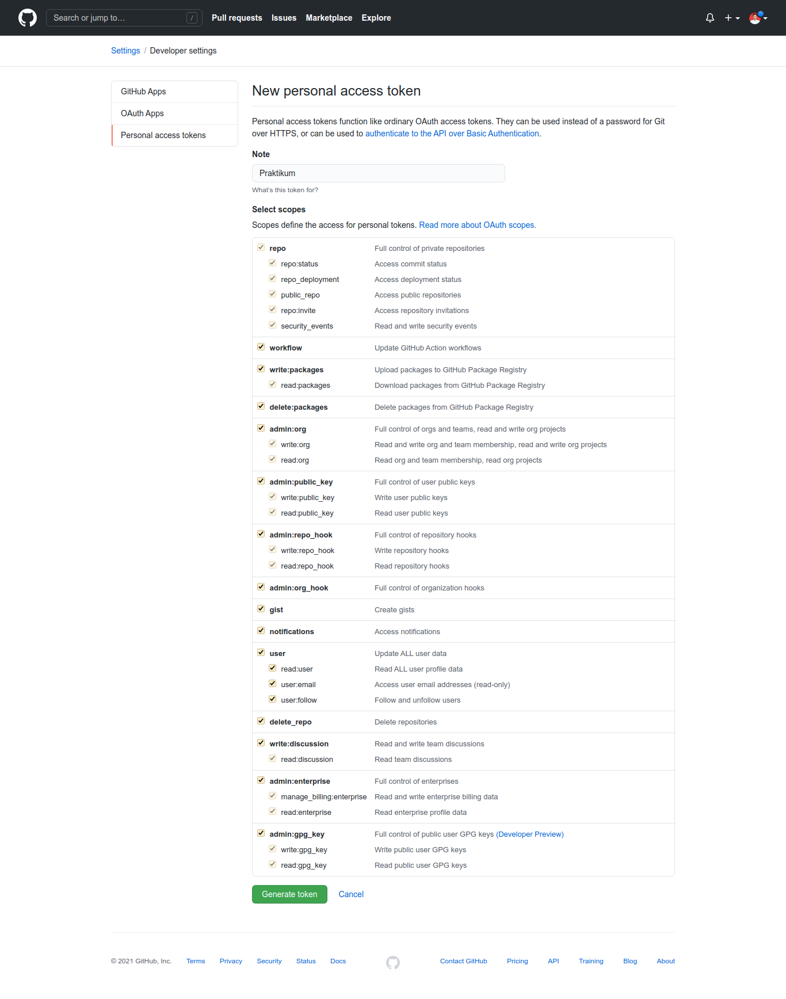 Search or jump to…
/
Pull requests
Issues
Marketplace
Explore
Settings / Developer settings
GitHub Apps
OAuth Apps
Personal access tokens
New personal access token
Personal access tokens function like ordinary OAuth access tokens. They can be used instead of a password for Git
over HTTPS, or can be used to authenticate to the API over Basic Authentication.
Note
Praktikum
What's this token for?
Select scopes
Scopes define the access for personal tokens. Read more about OAuth scopes.
repo Full control of private repositories
repo:status Access commit status
repo_deployment Access deployment status
public_repo Access public repositories
repo:invite Access repository invitations
security_events Read and write security events
workflow Update GitHub Action workflows
write:packages Upload packages to GitHub Package Registry
read:packages Download packages from GitHub Package Registry
delete:packages Delete packages from GitHub Package Registry
admin:org Full control of orgs and teams, read and write org projects
write:org Read and write org and team membership, read and write org projects
read:org Read org and team membership, read org projects
admin:public_key Full control of user public keys
write:public_key Write user public keys
read:public_key Read user public keys
admin:repo_hook Full control of repository hooks
write:repo_hook Write repository hooks
read:repo_hook Read repository hooks
admin:org_hook Full control of organization hooks
gist Create gists
notifications Access notifications
user Update ALL user data
read:user Read ALL user profile data
user:email Access user email addresses (read-only)
user:follow Follow and unfollow users
delete_repo Delete repositories
write:discussion Read and write team discussions
read:discussion Read team discussions
admin:enterprise Full control of enterprises
manage_billing:enterprise Read and write enterprise billing data
read:enterprise Read enterprise profile data
admin:gpg_key Full control of public user GPG keys (Developer Preview)
write:gpg_key Write public user GPG keys
read:gpg_key Read public user GPG keys
Generate token Cancel
© 2021 GitHub, Inc. Terms Privacy Security Status Docs Contact GitHub Pricing API Training Blog About